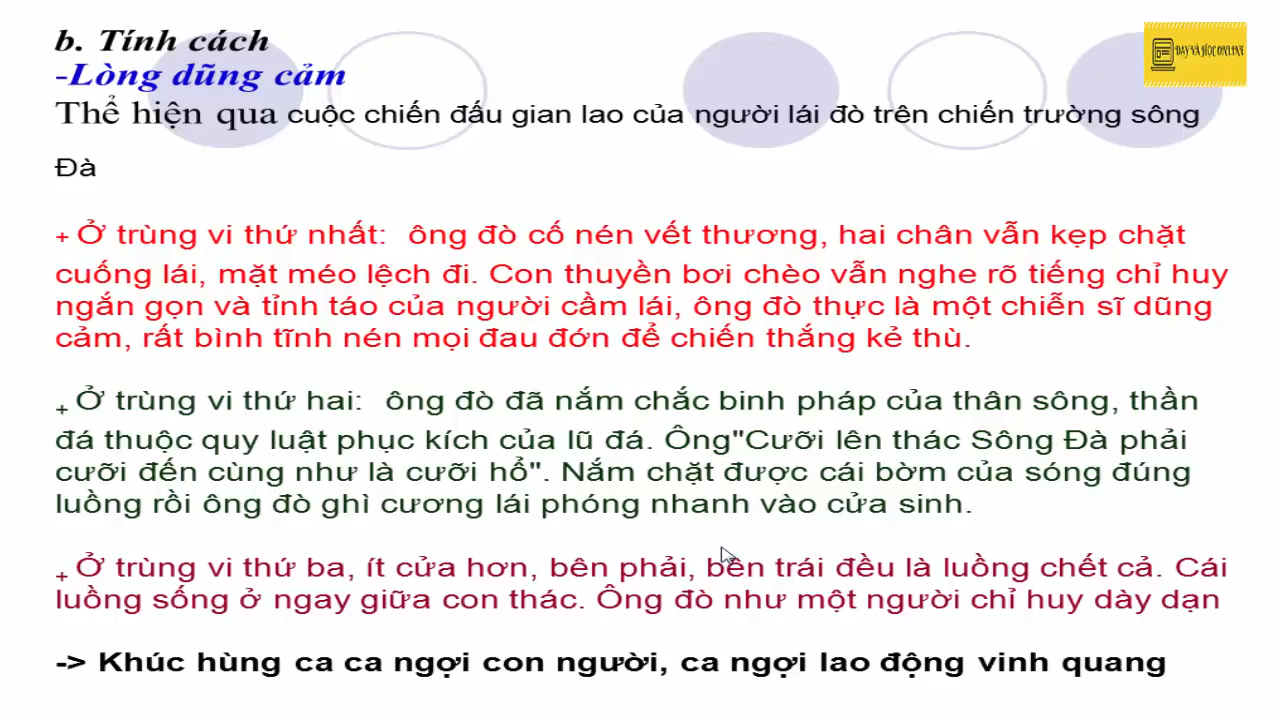 b. Tính cách
-Lòng dũng cảm
Thể hiện qua cuộc chiến đấu gian lao của người lái đò trên chiến trường sông
Đà
+ Ở trùng vi thứ nhất: ông đò cố nén vết thương, hai chân vẫn kẹp chặt
cuống lái, mặt méo lệch đi. Con thuyền bơi chèo vẫn nghe rõ tiếng chỉ huy
ngắn gọn và tỉnh táo của người cầm lái, ông đò thực là một chiễn sĩ dũng
cảm, rất bình tĩnh nén mọi đau đớn để chiến thắng kẻ thù.
+ Ở trùng vi thứ hai: ông đò đã nắm chắc binh pháp của thân sông, thần
đá thuộc quy luật phục kích của lũ đá. Ông"Cưỡi lên thác Sông Đà phải
cưỡi đến cùng như là cưỡi hổ". Nắm chặt được cái bờm của sóng đúng
luồng rồi ông đò ghì cương lái phóng nhanh vào cửa sinh.
+ Ở trùng vi thứ ba, ít cửa hơn, bên phải, bên trái đều là luồng chết cả. Cái
luồng sống ở ngay giữa con thác. Ông đò như một người chỉ huy dày dạn
-> Khúc hùng ca ca ngợi con người, ca ngợi lao động vinh quang
DAY VÀ HỌC ONLINE